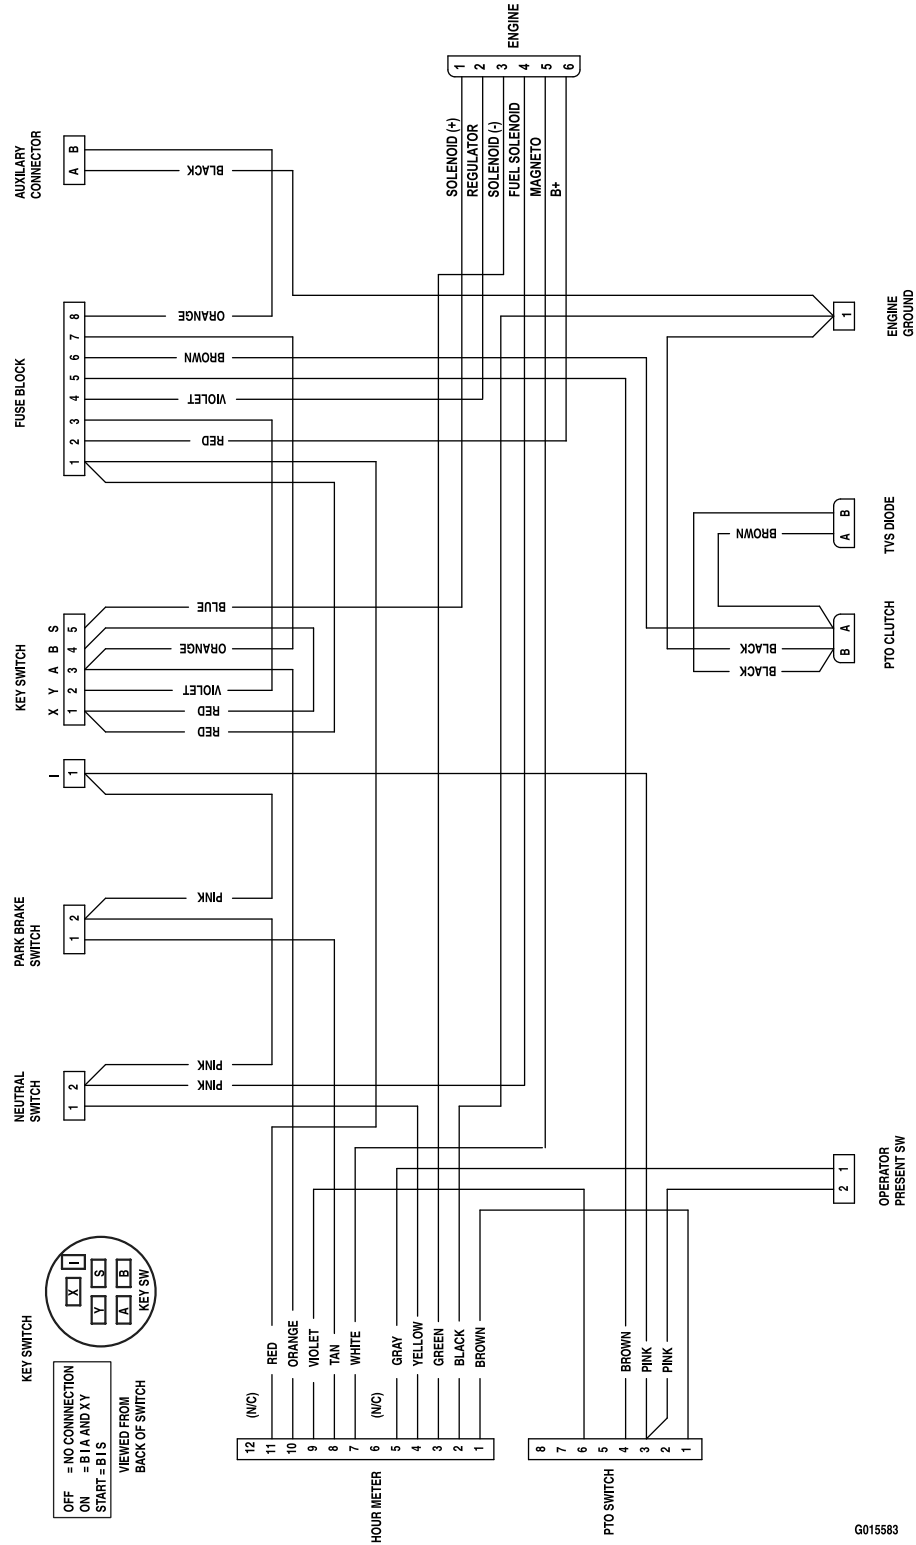 KEY SWITCH
OFF = NO CONNNECTION
ON = B I A AND X Y
START = B I S
VIEWED FROM
BACK OF SWITCH
X I
Y S
A B
KEY SW
NEUTRAL
SWITCH
1 2
PINK
PINK
PARK BRAKE
SWITCH
1 2
PINK
I
1
KEY SWITCH
X Y A B S
1 2 3 4 5
RED
RED
VIOLET
ORANGE
BLUE
FUSE BLOCK
1 2 3 4 5 6 7 8
RED
VIOLET
BROWN
ORANGE
AUXILARY
CONNECTOR
A B
BLACK
HOUR METER
12 (N/C)
11 RED
10 ORANGE
9 VIOLET
8 TAN
7 WHITE
6 (N/C)
5 GRAY
4 YELLOW
3 GREEN
2 BLACK
1 BROWN
ENGINE
SOLENOID (+) 1
REGULATOR 2
SOLENOID (-) 3
FUEL SOLENOID 4
MAGNETO 5
B+ 6
PTO SWITCH
8
7
6
5
4 BROWN
3 PINK
2 PINK
1
OPERATOR
PRESENT SW
2 1
PTO CLUTCH
B A
BLACK
BLACK
TVS DIODE
A B
BROWN
ENGINE
GROUND
1
G015583